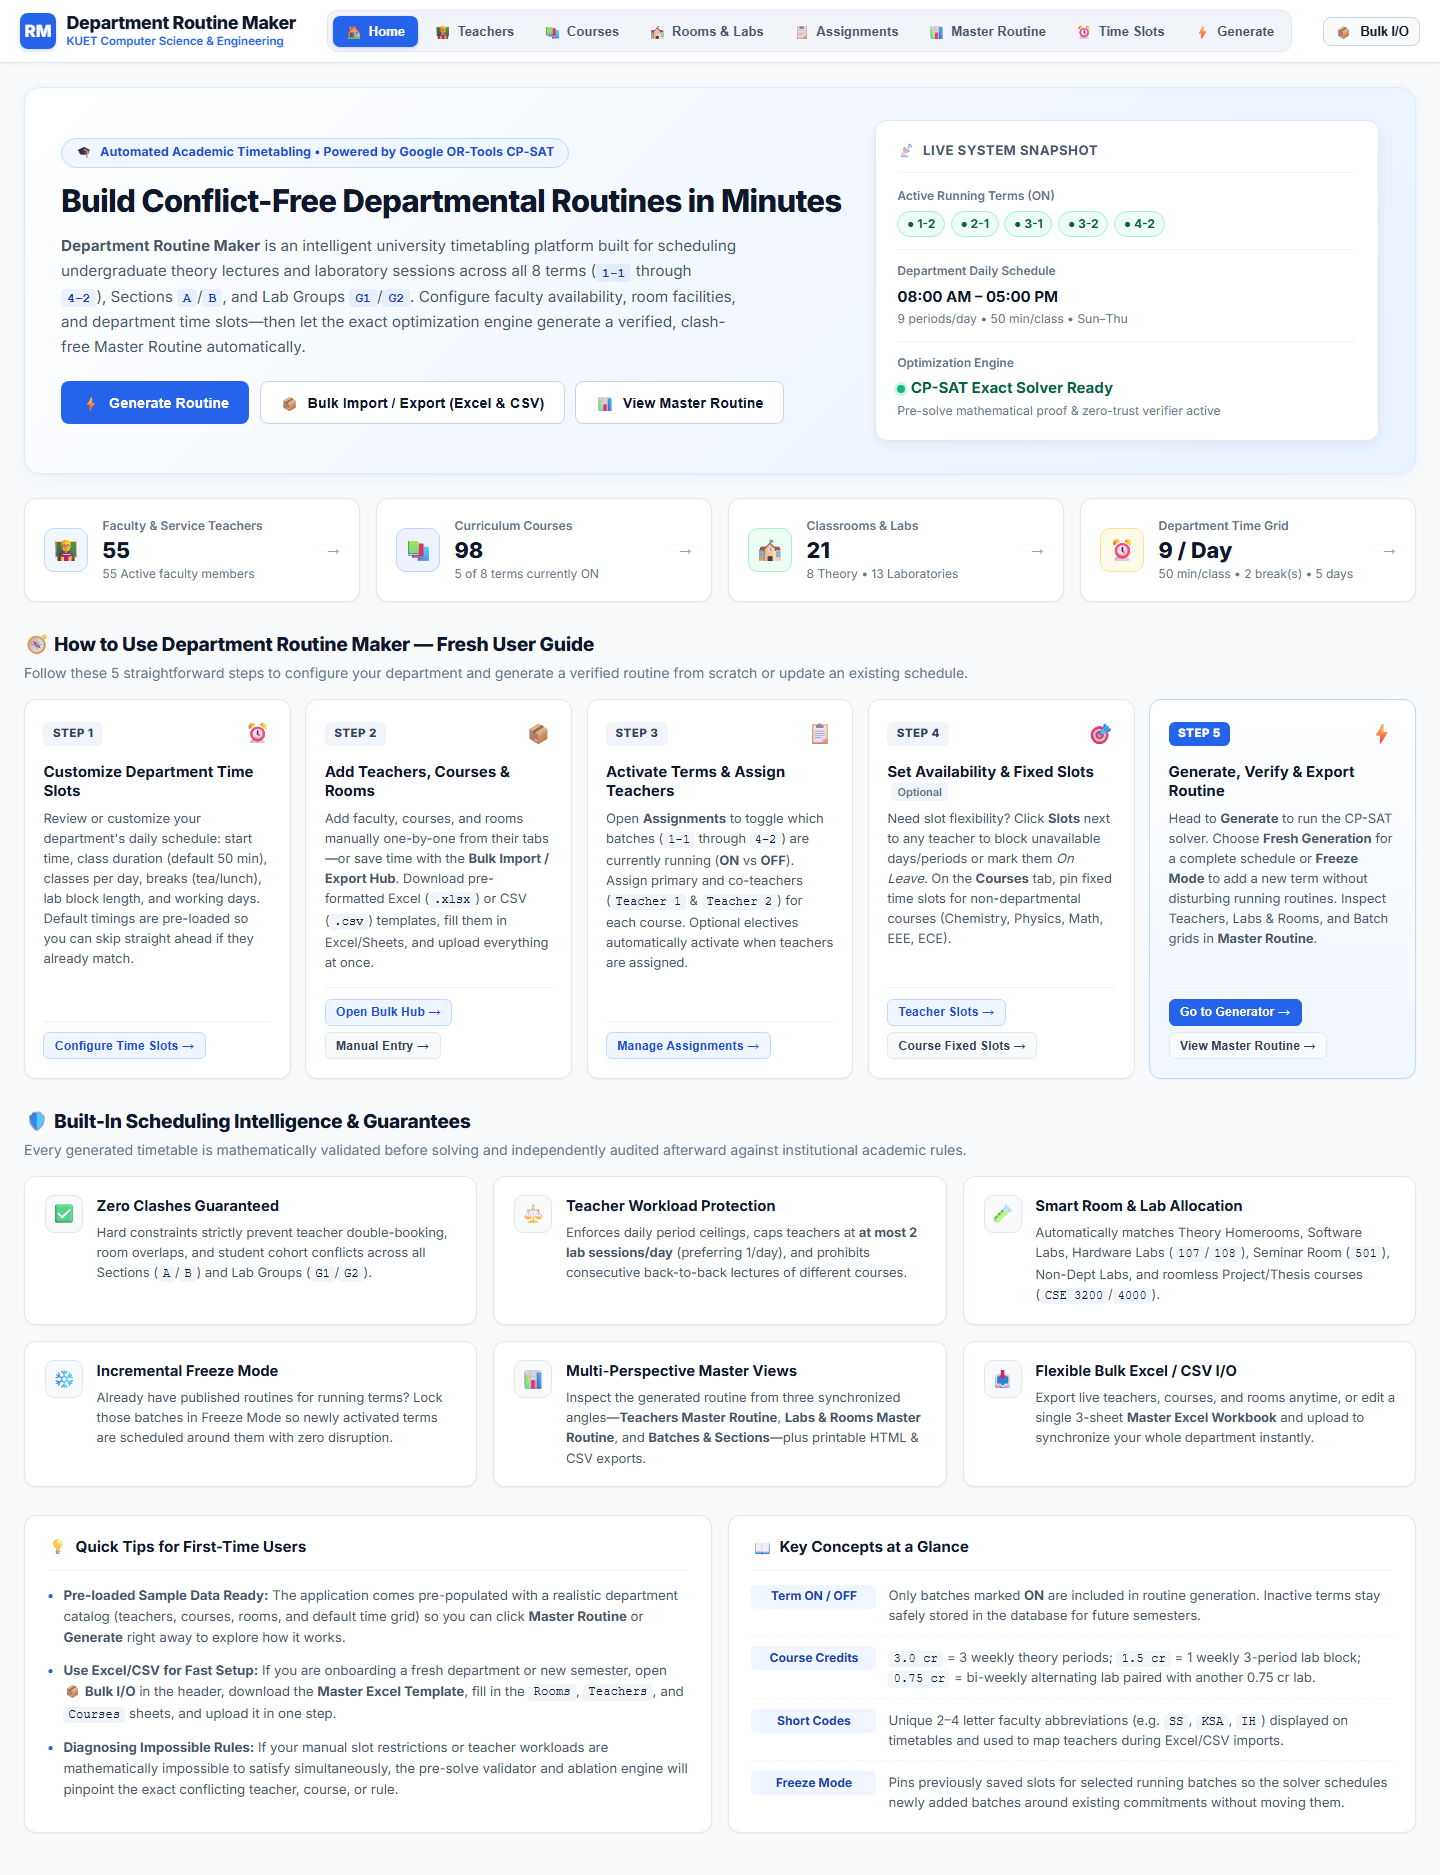 RM
Department Routine Maker
KUET Computer Science & Engineering
Home
Teachers
Courses
Rooms & Labs
Assignments
Master Routine
Time Slots
Generate
Bulk I/O
Automated Academic Timetabling • Powered by Google OR-Tools CP-SAT
Build Conflict-Free Departmental Routines in Minutes
Department Routine Maker is an intelligent university timetabling platform built for scheduling
undergraduate theory lectures and laboratory sessions across all 8 terms ( 1-1 through
4-2 ), Sections A / B , and Lab Groups G1 / G2 . Configure faculty availability, room facilities,
and department time slots—then let the exact optimization engine generate a verified, clash-
free Master Routine automatically.
Generate Routine
Bulk Import / Export (Excel & CSV)
View Master Routine
LIVE SYSTEM SNAPSHOT
Active Running Terms (ON)
● 1-2
● 2-1
● 3-1
● 3-2
● 4-2
Department Daily Schedule
08:00 AM – 05:00 PM
9 periods/day • 50 min/class • Sun–Thu
Optimization Engine
CP-SAT Exact Solver Ready
Pre-solve mathematical proof & zero-trust verifier active
Faculty & Service Teachers
55
55 Active faculty members
→
Curriculum Courses
98
5 of 8 terms currently ON
→
Classrooms & Labs
21
8 Theory • 13 Laboratories
→
Department Time Grid
9 / Day
50 min/class • 2 break(s) • 5 days
→
How to Use Department Routine Maker — Fresh User Guide
Follow these 5 straightforward steps to configure your department and generate a verified routine from scratch or update an existing schedule.
STEP 1
Customize Department Time
Slots
Review or customize your
department's daily schedule: start
time, class duration (default 50 min),
classes per day, breaks (tea/lunch),
lab block length, and working days.
Default timings are pre-loaded so
you can skip straight ahead if they
already match.
Configure Time Slots →
STEP 2
Add Teachers, Courses &
Rooms
Add faculty, courses, and rooms
manually one-by-one from their tabs
—or save time with the Bulk Import /
Export Hub. Download pre-
formatted Excel ( .xlsx ) or CSV
( .csv ) templates, fill them in
Excel/Sheets, and upload everything
at once.
Open Bulk Hub →
Manual Entry →
STEP 3
Activate Terms & Assign
Teachers
Open Assignments to toggle which
batches ( 1-1 through 4-2 ) are
currently running (ON vs OFF).
Assign primary and co-teachers
( Teacher 1 & Teacher 2 ) for
each course. Optional electives
automatically activate when teachers
are assigned.
Manage Assignments →
STEP 4
Set Availability & Fixed Slots
Optional
Need slot flexibility? Click Slots next
to any teacher to block unavailable
days/periods or mark them On
Leave. On the Courses tab, pin fixed
time slots for non-departmental
courses (Chemistry, Physics, Math,
EEE, ECE).
Teacher Slots →
Course Fixed Slots →
STEP 5
Generate, Verify & Export
Routine
Head to Generate to run the CP-SAT
solver. Choose Fresh Generation for
a complete schedule or Freeze
Mode to add a new term without
disturbing running routines. Inspect
Teachers, Labs & Rooms, and Batch
grids in Master Routine.
Go to Generator →
View Master Routine →
Built-In Scheduling Intelligence & Guarantees
Every generated timetable is mathematically validated before solving and independently audited afterward against institutional academic rules.
Zero Clashes Guaranteed
Hard constraints strictly prevent teacher double-booking,
room overlaps, and student cohort conflicts across all
Sections ( A / B ) and Lab Groups ( G1 / G2 ).
Teacher Workload Protection
Enforces daily period ceilings, caps teachers at at most 2
lab sessions/day (preferring 1/day), and prohibits
consecutive back-to-back lectures of different courses.
Smart Room & Lab Allocation
Automatically matches Theory Homerooms, Software
Labs, Hardware Labs ( 107 / 108 ), Seminar Room ( 501 ),
Non-Dept Labs, and roomless Project/Thesis courses
( CSE 3200 / 4000 ).
Incremental Freeze Mode
Already have published routines for running terms? Lock
those batches in Freeze Mode so newly activated terms
are scheduled around them with zero disruption.
Multi-Perspective Master Views
Inspect the generated routine from three synchronized
angles—Teachers Master Routine, Labs & Rooms Master
Routine, and Batches & Sections—plus printable HTML &
CSV exports.
Flexible Bulk Excel / CSV I/O
Export live teachers, courses, and rooms anytime, or edit a
single 3-sheet Master Excel Workbook and upload to
synchronize your whole department instantly.
Quick Tips for First-Time Users
• Pre-loaded Sample Data Ready: The application comes pre-populated with a realistic department
catalog (teachers, courses, rooms, and default time grid) so you can click Master Routine or
Generate right away to explore how it works.
• Use Excel/CSV for Fast Setup: If you are onboarding a fresh department or new semester, open
Bulk I/O in the header, download the Master Excel Template, fill in the Rooms , Teachers , and
Courses sheets, and upload it in one step.
• Diagnosing Impossible Rules: If your manual slot restrictions or teacher workloads are
mathematically impossible to satisfy simultaneously, the pre-solve validator and ablation engine will
pinpoint the exact conflicting teacher, course, or rule.
Key Concepts at a Glance
Term ON / OFF
Only batches marked ON are included in routine generation. Inactive terms stay
safely stored in the database for future semesters.
Course Credits
3.0 cr = 3 weekly theory periods; 1.5 cr = 1 weekly 3-period lab block;
0.75 cr = bi-weekly alternating lab paired with another 0.75 cr lab.
Short Codes
Unique 2–4 letter faculty abbreviations (e.g. SS , KSA , IH ) displayed on
timetables and used to map teachers during Excel/CSV imports.
Freeze Mode
Pins previously saved slots for selected running batches so the solver schedules
newly added batches around existing commitments without moving them.